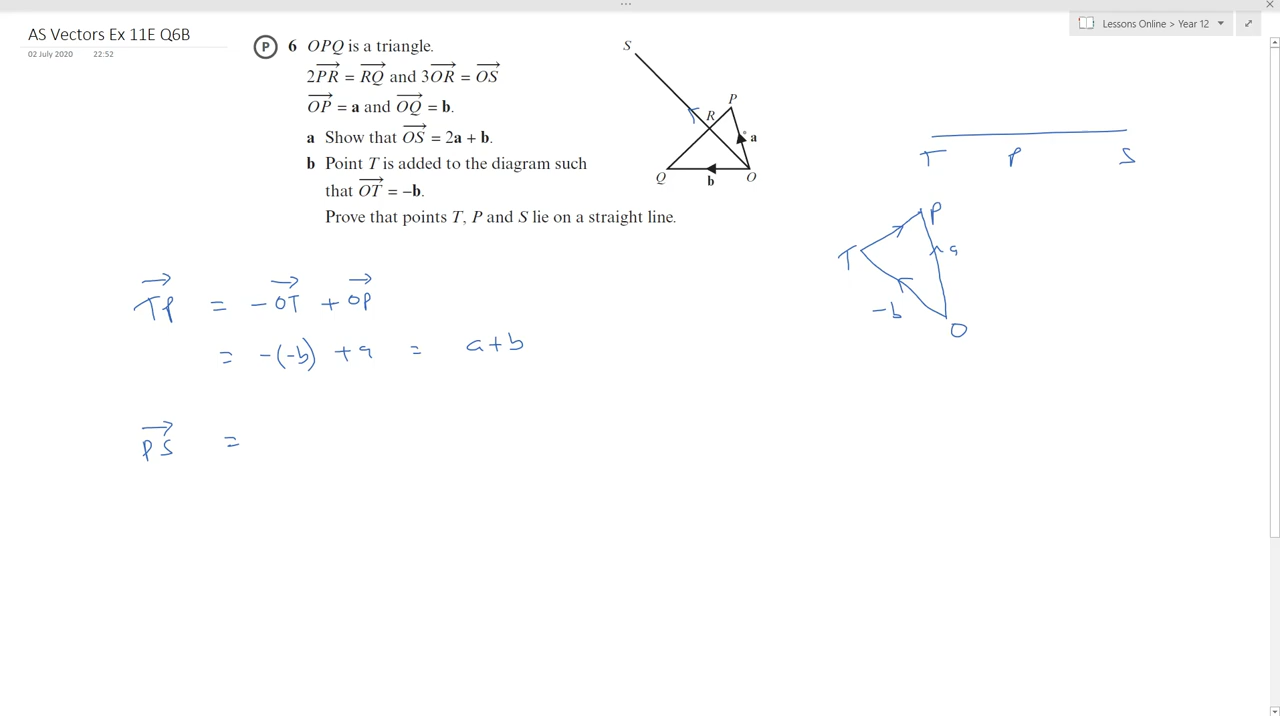 Lessons Online > Year 12
AS Vectors Ex 11E Q6B
02 July 2020 22:52
P 6 OPQ is a triangle.
2PR⃗ = RQ⃗ and 3OR⃗ = OS⃗
OP⃗ = a and OQ⃗ = b.
a Show that OS⃗ = 2a + b.
b Point T is added to the diagram such
that OT⃗ = –b.
Prove that points T, P and S lie on a straight line.
S
P
R
a
Q
b
O
T P S
P
T
a
-b
O
TP⃗ = -OT⃗ + OP⃗
= -(-b) + a = a+b
PS⃗ =